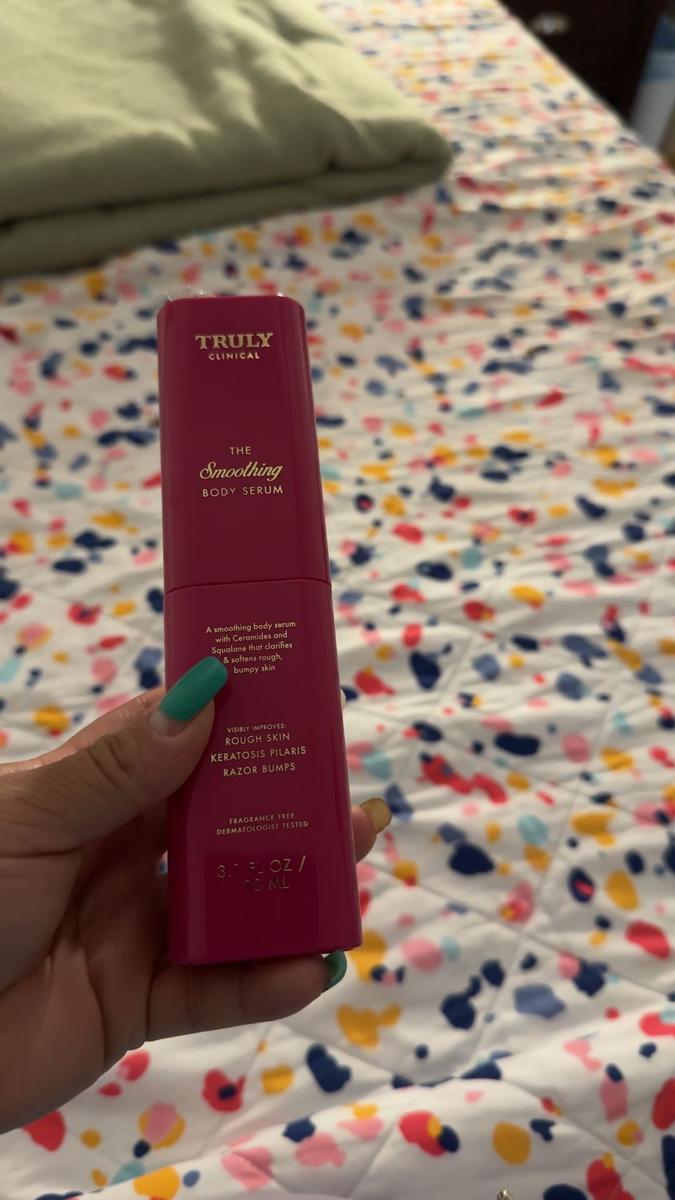 TRULY
CLINICAL
THE
Smoothing
BODY SERUM
A smoothing body serum
with Ceramides and
Squalane that clarifies
& softens rough,
bumpy skin
VISIBLY IMPROVES:
ROUGH SKIN
KERATOSIS PILARIS
RAZOR BUMPS
FRAGRANCE FREE
DERMATOLOGIST TESTED
FL OZ /
ML